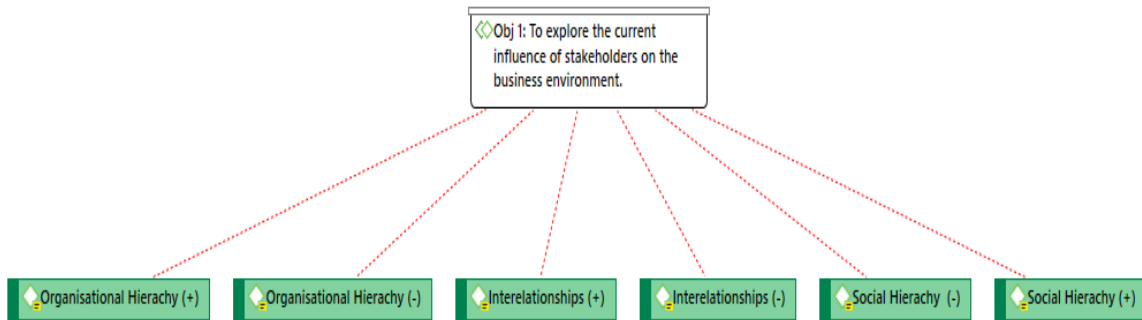 Obj 1: To explore the current
influence of stakeholders on the
business environment.
Organisational Hierachy (+)
Organisational Hierachy (-)
Interelationships (+)
Interelationships (-)
Social Hierachy (-)
Social Hierachy (+)